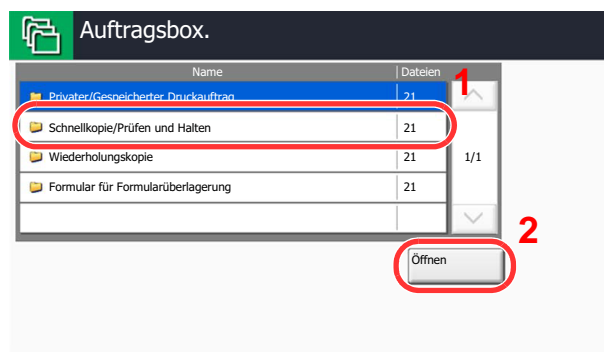 Auftragsbox.
Name Dateien
Privater/Gespeicherter Druckauftrag 21
1
Schnellkopie/Prüfen und Halten 21
Wiederholungskopie 21 1/1
Formular für Formularüberlagerung 21
2
Öffnen